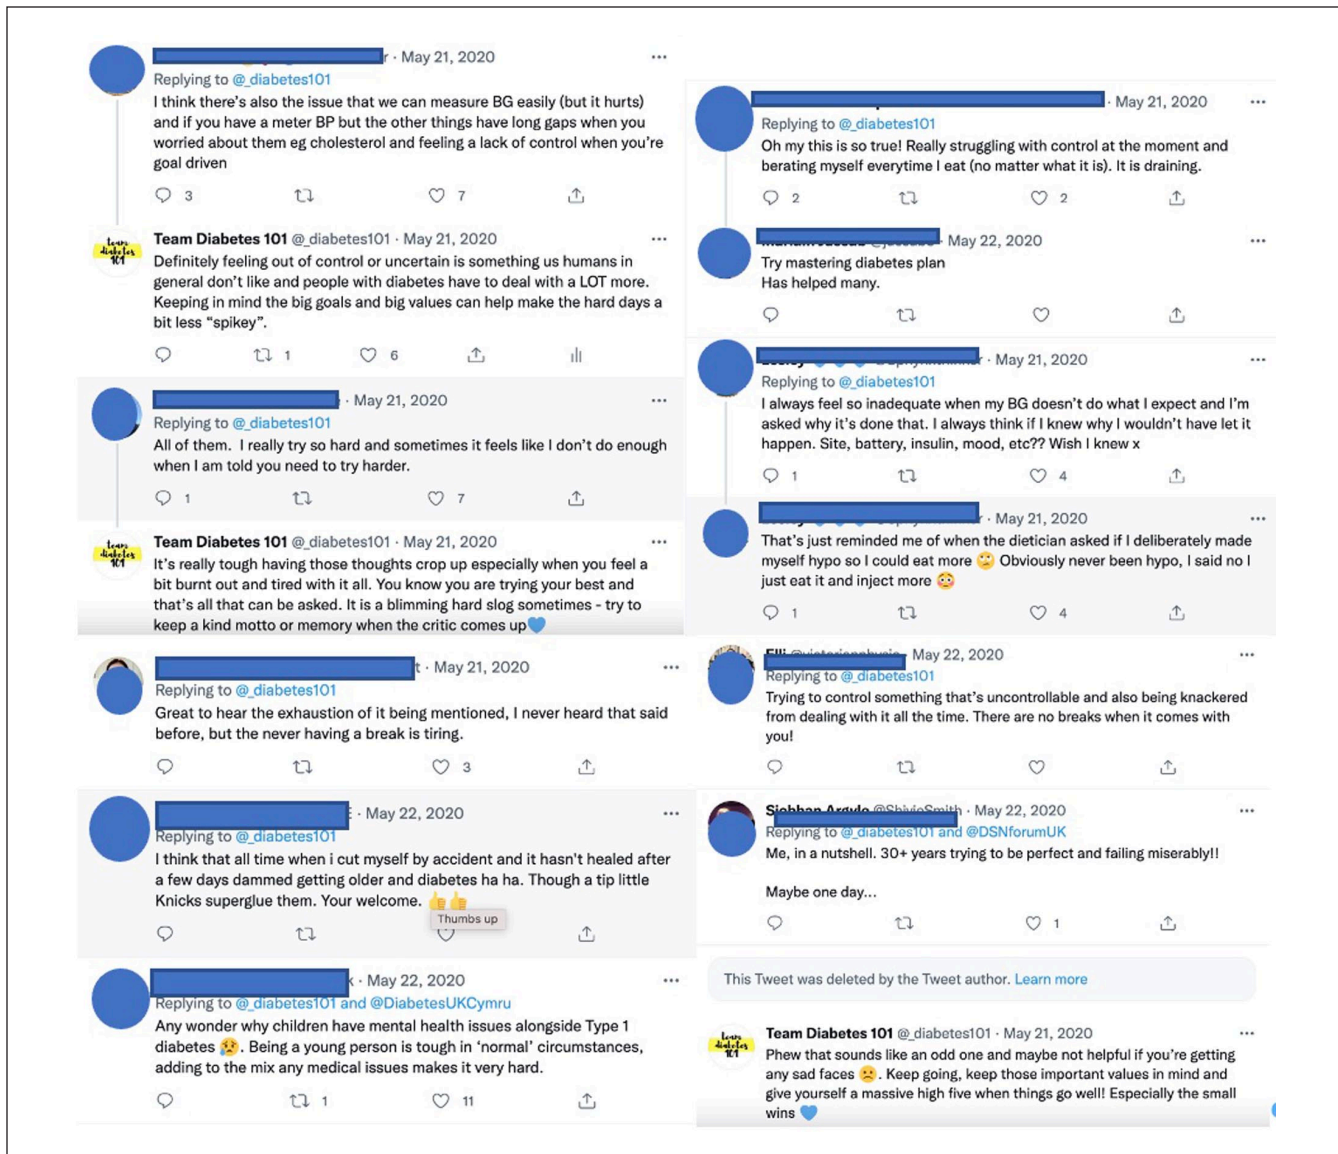 May 21, 2020
Replying to @_diabetes101
I think there's also the issue that we can measure BG easily (but it hurts)
and if you have a meter BP but the other things have long gaps when you
worried about them eg cholesterol and feeling a lack of control when you're
goal driven
3 7
team
diabetes
101
Team Diabetes 101 @_diabetes101 · May 21, 2020
Definitely feeling out of control or uncertain is something us humans in
general don't like and people with diabetes have to deal with a LOT more.
Keeping in mind the big goals and big values can help make the hard days a
bit less “spikey”.
1 6
· May 21, 2020
Replying to @_diabetes101
All of them. I really try so hard and sometimes it feels like I don't do enough
when I am told you need to try harder.
1 7
team
diabetes
101
Team Diabetes 101 @_diabetes101 · May 21, 2020
It's really tough having those thoughts crop up especially when you feel a
bit burnt out and tired with it all. You know you are trying your best and
that's all that can be asked. It is a blimming hard slog sometimes - try to
keep a kind motto or memory when the critic comes up💙
t · May 21, 2020
Replying to @_diabetes101
Great to hear the exhaustion of it being mentioned, I never heard that said
before, but the never having a break is tiring.
3
· May 22, 2020
Replying to @_diabetes101
I think that all time when i cut myself by accident and it hasn't healed after
a few days dammed getting older and diabetes ha ha. Though a tip little
Knicks superglue them. Your welcome. 👍👍
Thumbs up
· May 22, 2020
Replying to @_diabetes101 and @DiabetesUKCymru
Any wonder why children have mental health issues alongside Type 1
diabetes 😥. Being a young person is tough in ‘normal’ circumstances,
adding to the mix any medical issues makes it very hard.
1 11
· May 21, 2020
Replying to @_diabetes101
Oh my this is so true! Really struggling with control at the moment and
berating myself everytime I eat (no matter what it is). It is draining.
2 2
May 22, 2020
Try mastering diabetes plan
Has helped many.
· May 21, 2020
Replying to @_diabetes101
I always feel so inadequate when my BG doesn't do what I expect and I'm
asked why it's done that. I always think if I knew why I wouldn't have let it
happen. Site, battery, insulin, mood, etc?? Wish I knew x
1 4
· May 21, 2020
That's just reminded me of when the dietician asked if I deliberately made
myself hypo so I could eat more 🙄 Obviously never been hypo, I said no I
just eat it and inject more 😳
1 4
May 22, 2020
Replying to @_diabetes101
Trying to control something that's uncontrollable and also being knackered
from dealing with it all the time. There are no breaks when it comes with
you!
· May 22, 2020
Replying to @_diabetes101 and @DSNforumUK
Me, in a nutshell. 30+ years trying to be perfect and failing miserably!!
Maybe one day...
1
This Tweet was deleted by the Tweet author. Learn more
team
diabetes
101
Team Diabetes 101 @_diabetes101 · May 21, 2020
Phew that sounds like an odd one and maybe not helpful if you're getting
any sad faces 🙁. Keep going, keep those important values in mind and
give yourself a massive high five when things go well! Especially the small
wins 💙